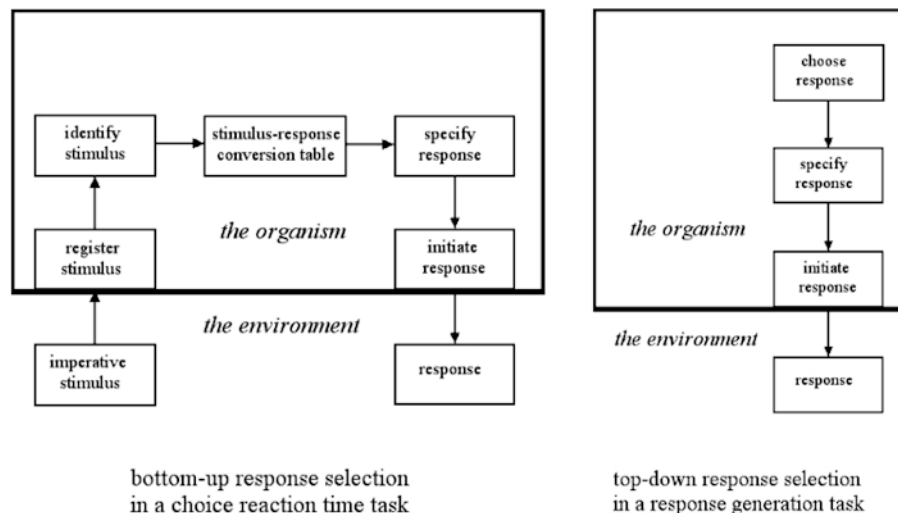 identify
stimulus
stimulus-response
conversion table
specify
response
the organism
register
stimulus
initiate
response
the environment
imperative
stimulus
response
bottom-up response selection
in a choice reaction time task
choose
response
specify
response
the organism
initiate
response
the environment
response
top-down response selection
in a response generation task